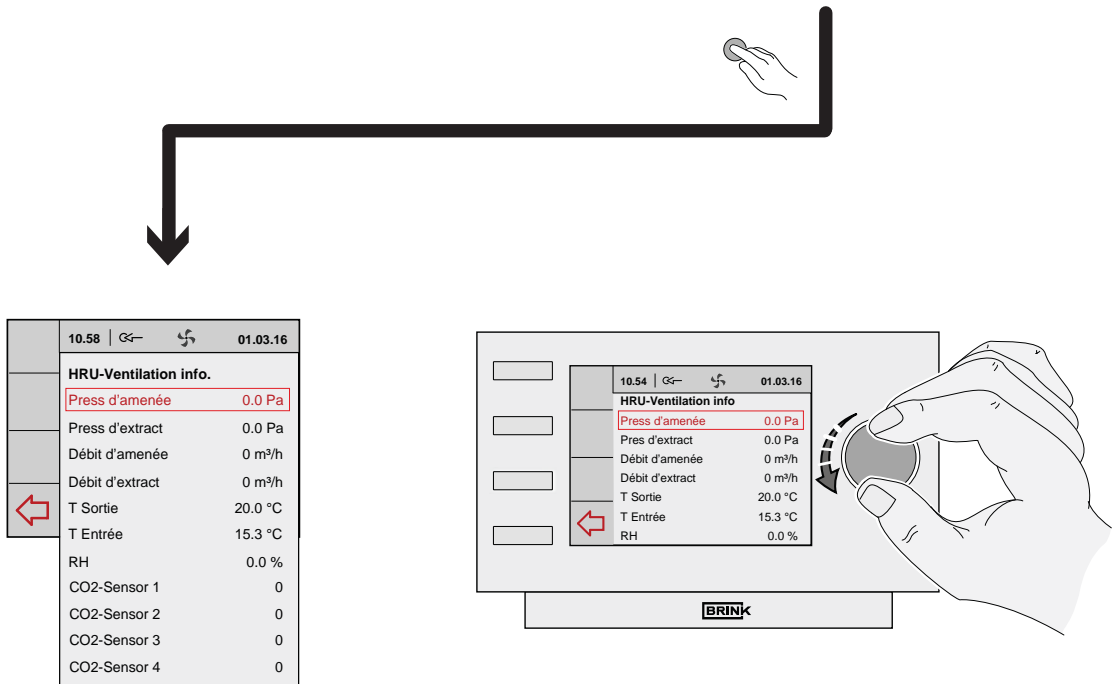 10.58 01.03.16
HRU-Ventilation info.
Press d'amenée 0.0 Pa
Press d'extract 0.0 Pa
Débit d'amenée 0 m³/h
Débit d'extract 0 m³/h
T Sortie 20.0 °C
T Entrée 15.3 °C
RH 0.0 %
CO2-Sensor 1 0
CO2-Sensor 2 0
CO2-Sensor 3 0
CO2-Sensor 4 0
10.54 01.03.16
HRU-Ventilation info
Press d'amenée 0.0 Pa
Pres d'extract 0.0 Pa
Débit d'amenée 0 m³/h
Débit d'extract 0 m³/h
T Sortie 20.0 °C
T Entrée 15.3 °C
RH 0.0 %
BRINK